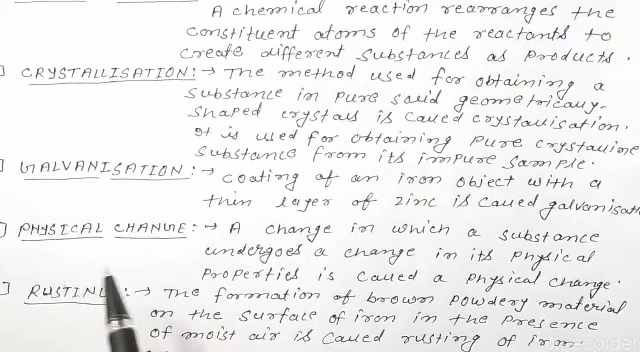 A chemical reaction rearranges the
constituent atoms of the reactants to
create different substances as products.
] CRYSTALLISATION:→ The method used for obtaining a
substance in pure solid geometrically-
shaped crystals is called crystallisation.
It is used for obtaining pure crystalline
substance from its impure sample.
] GALVANISATION:→ coating of an iron object with a
thin layer of zinc is called galvanisati
] PHYSICAL CHANGE:→ A change in which a substance
undergoes a change in its physical
properties is called a physical change.
] RUSTING:→ The formation of brown powdery material
on the surface of iron in the presence
of moist air is called rusting of iron